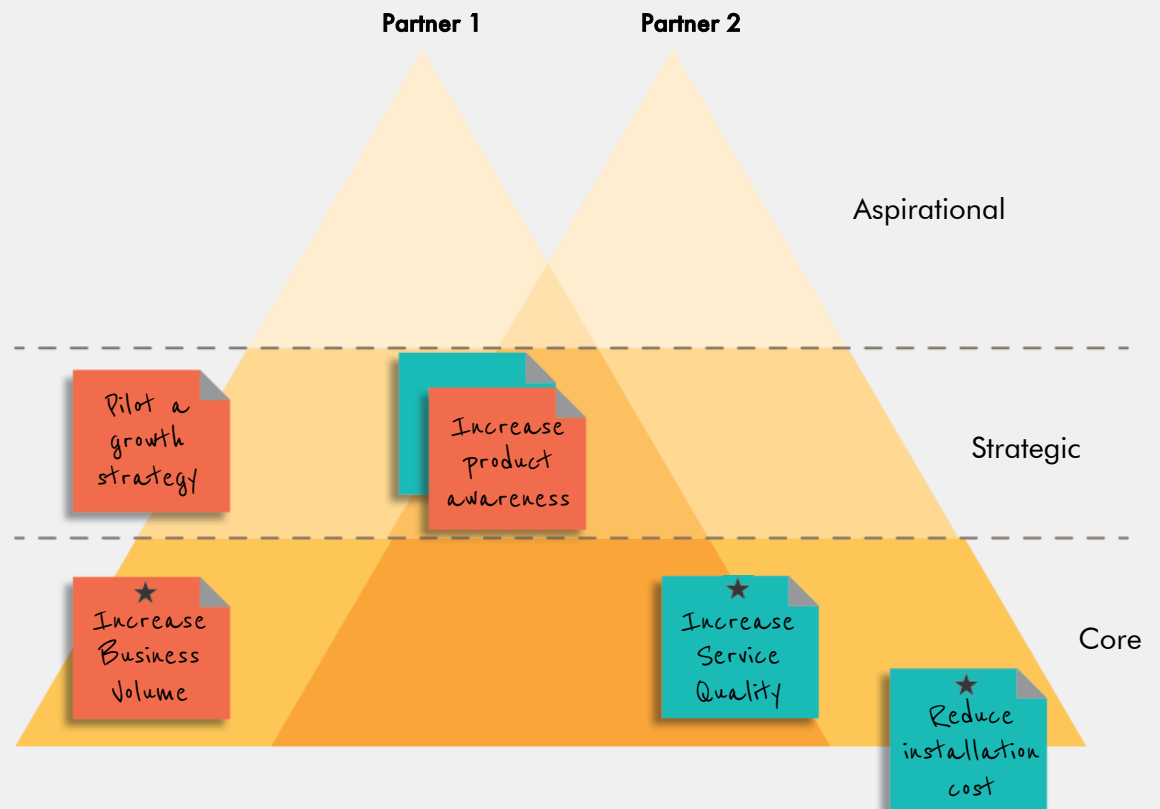 Partner 1
Partner 2
Aspirational
Pilot a
growth
strategy
Increase
product
awareness
Strategic
Increase
Business
Volume
Increase
Service
Quality
Core
Reduce
installation
cost